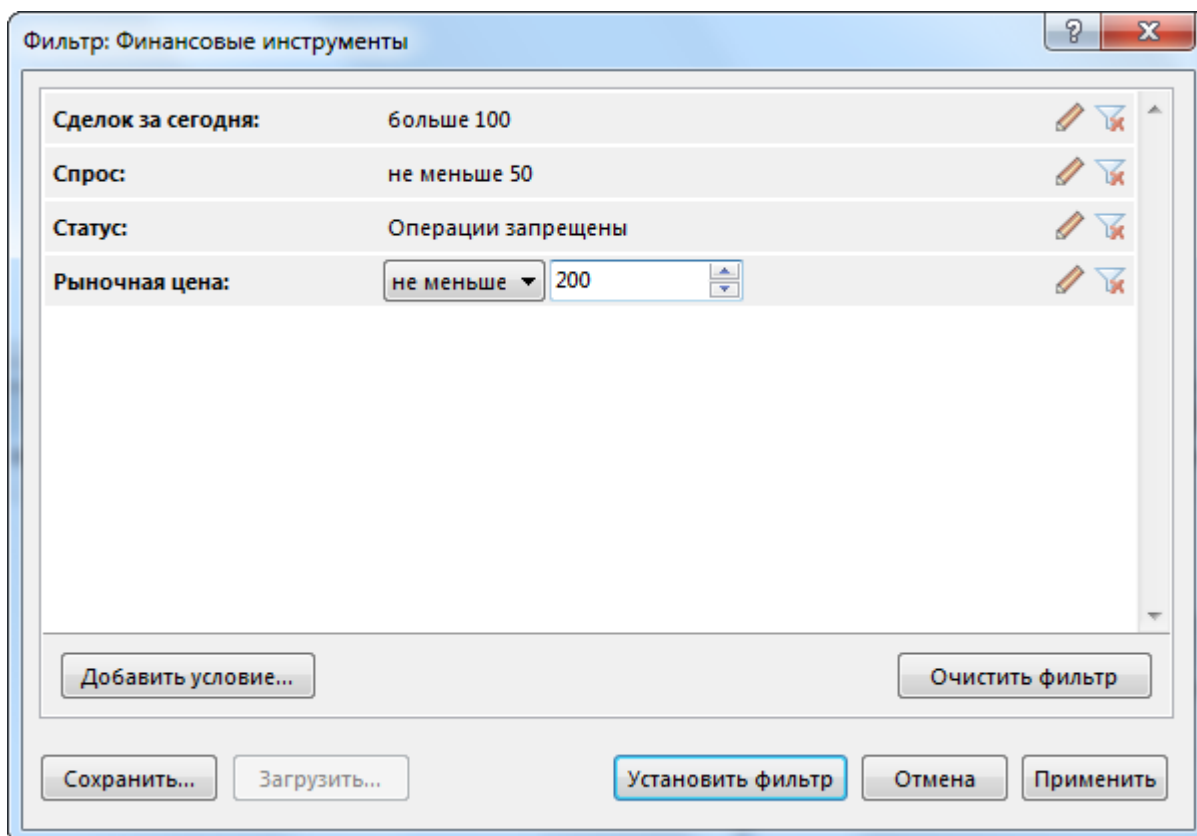 Фильтр: Финансовые инструменты
Сделок за сегодня: больше 100
Спрос: не меньше 50
Статус: Операции запрещены
Рыночная цена: не меньше 200
Добавить условие... Очистить фильтр
Сохранить... Загрузить... Установить фильтр Отмена Применить